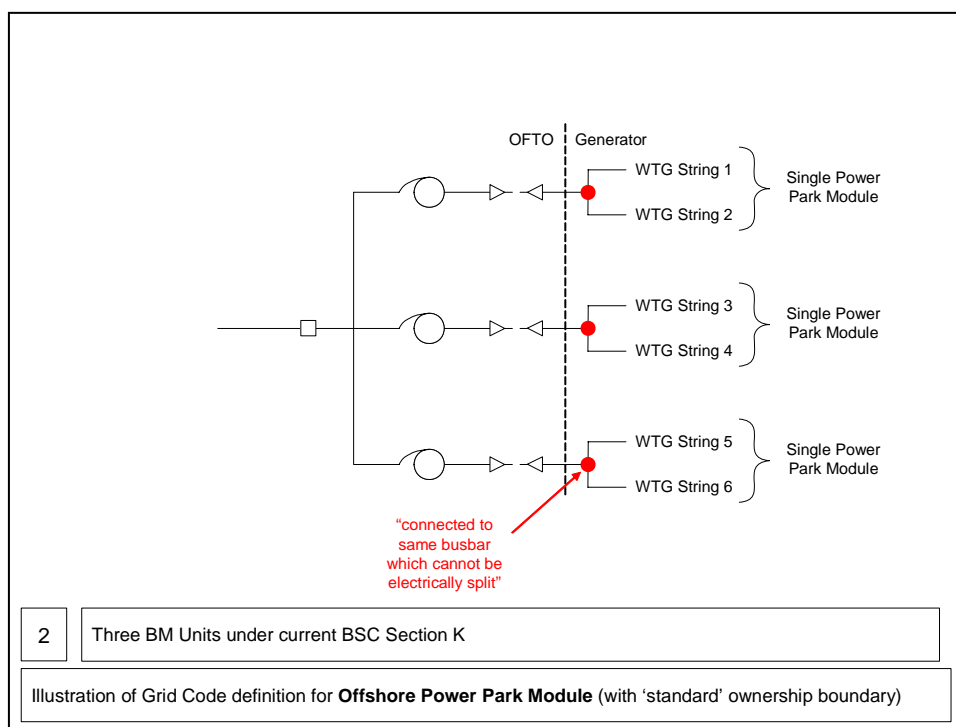 OFTO Generator
WTG String 1
WTG String 2
Single Power
Park Module
WTG String 3
WTG String 4
Single Power
Park Module
WTG String 5
WTG String 6
Single Power
Park Module
“connected to
same busbar
which cannot be
electrically split”
2
Three BM Units under current BSC Section K
Illustration of Grid Code definition for Offshore Power Park Module (with ‘standard’ ownership boundary)